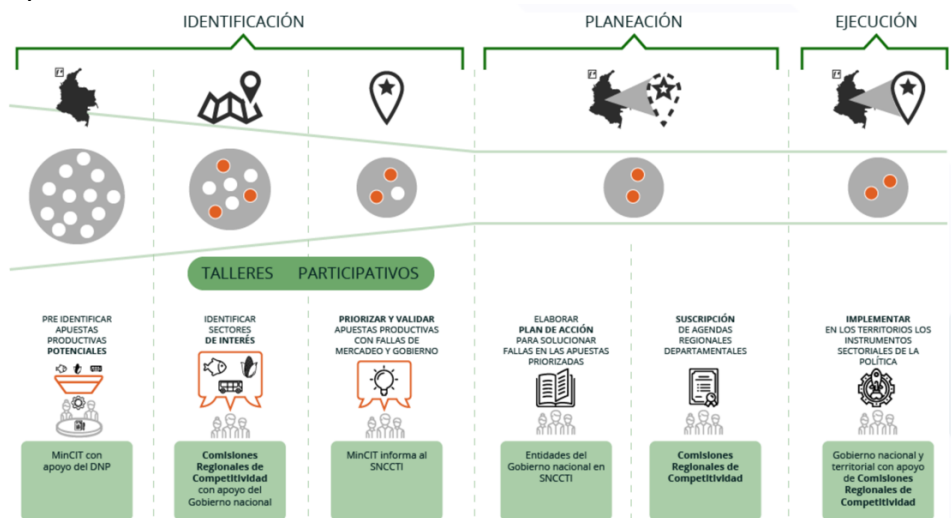 IDENTIFICACIÓN
PLANEACIÓN
EJECUCIÓN
TALLERES PARTICIPATIVOS
PRE IDENTIFICAR
APUESTAS
PRODUCTIVAS
POTENCIALES
IDENTIFICAR
SECTORES
DE INTERÉS
PRIORIZAR Y VALIDAR
APUESTAS PRODUCTIVAS
CON FALLAS DE
MERCADEO Y GOBIERNO
ELABORAR
PLAN DE ACCIÓN
PARA SOLUCIONAR
FALLAS EN LAS APUESTAS
PRIORIZADAS
SUSCRIPCIÓN
DE AGENDAS
REGIONALES
DEPARTAMENTALES
IMPLEMENTAR
EN LOS TERRITORIOS LOS
INSTRUMENTOS
SECTORIALES DE LA
POLÍTICA
MinCIT con
apoyo del DNP
Comisiones
Regionales de
Competitividad
con apoyo del
Gobierno nacional
MinCIT informa al
SNCCTI
Entidades del
Gobierno nacional en
SNCCTI
Comisiones
Regionales de
Competitividad
Gobierno nacional y
territorial con apoyo
de Comisiones
Regionales de
Competitividad